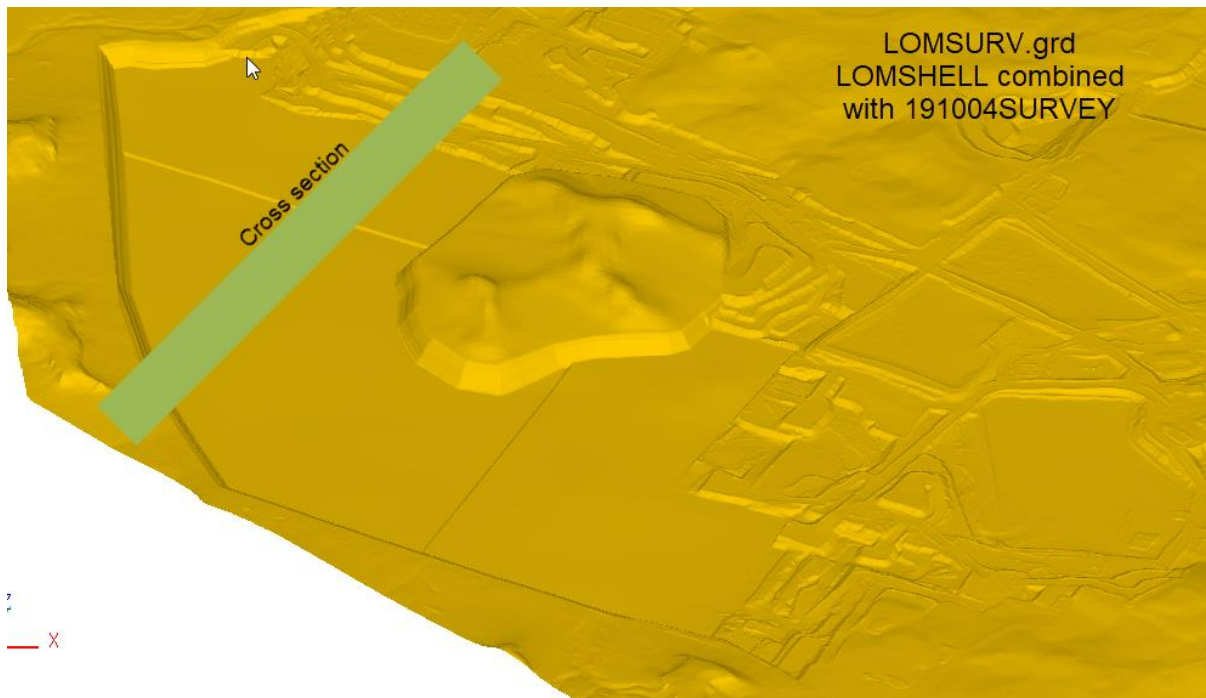 LOMSURV.grd
LOMSHELL combined
with 191004SURVEY
Cross section
Z
X